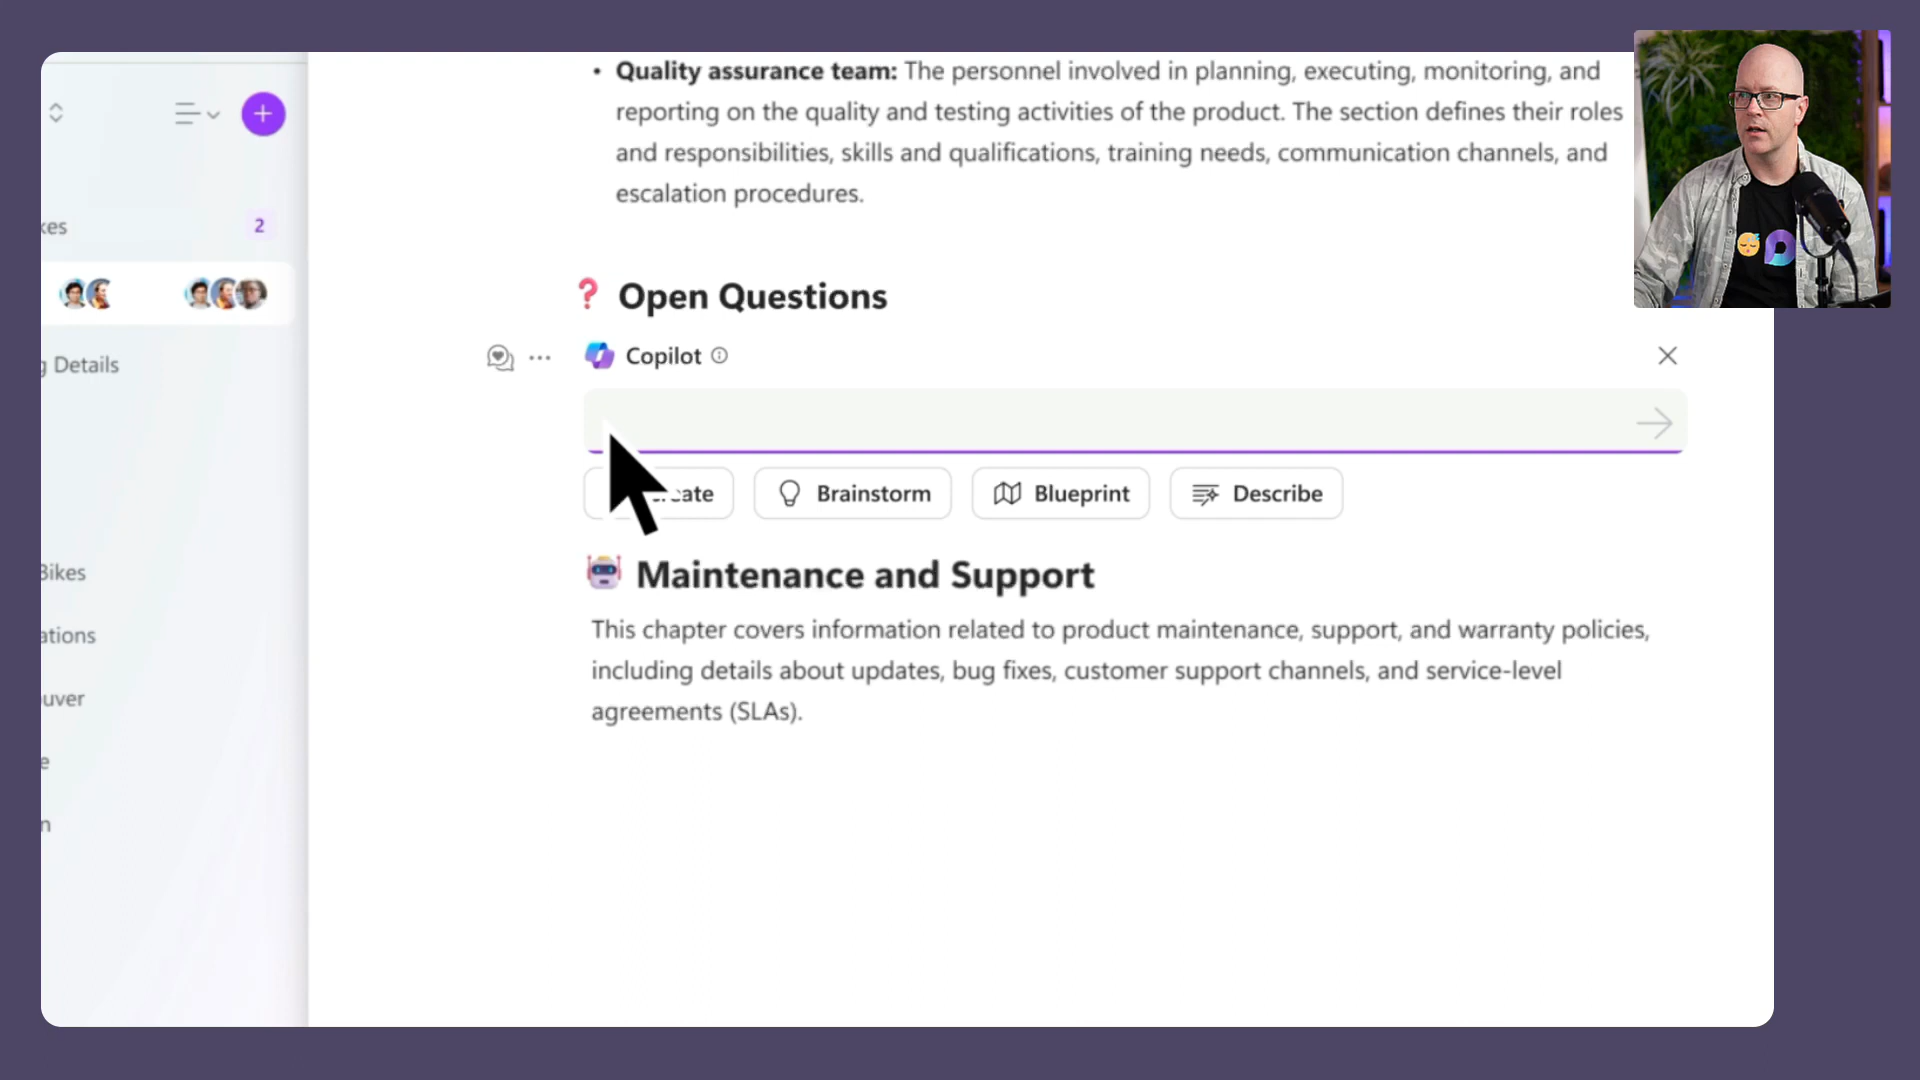 • Quality assurance team: The personnel involved in planning, executing, monitoring, and
reporting on the quality and testing activities of the product. The section defines their roles
and responsibilities, skills and qualifications, training needs, communication channels, and
escalation procedures.
kes
2
Details
Bikes
ations
uver
e
n
❓ Open Questions
Copilot
Brainstorm
Blueprint
Describe
Maintenance and Support
This chapter covers information related to product maintenance, support, and warranty policies,
including details about updates, bug fixes, customer support channels, and service-level
agreements (SLAs).